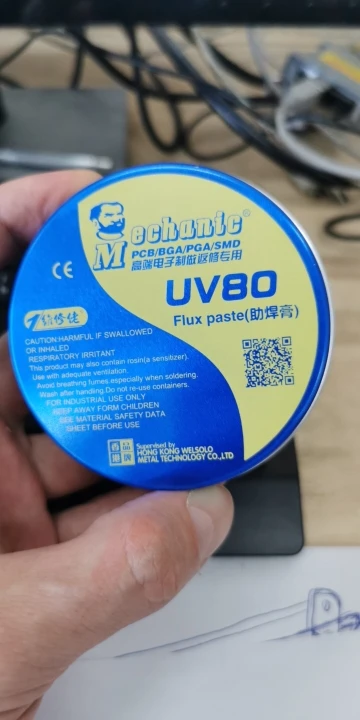 Mechanic®
PCB/BGA/PGA/SMD
高端电子制做返修专用
UV80
Flux paste(助焊膏)
CE
维修佬
CAUTION:HARMFUL IF SWALLOWED
OR INHALED
RESPIRATORY IRRITANT
This product may also contain rosin(a sensitizer).
Use with adequate ventilation.
Avoid breathing fumes,especially when soldering.
Wash after handling.Do not re-use containers.
FOR INDUSTRIAL USE ONLY
KEEP AWAY FORM CHILDREN
SEE MATERIAL SAFETY DATA
SHEET BEFORE USE
Supervised by
HONG KONG WELSOLO
METAL TECHNOLOGY CO.,LTD